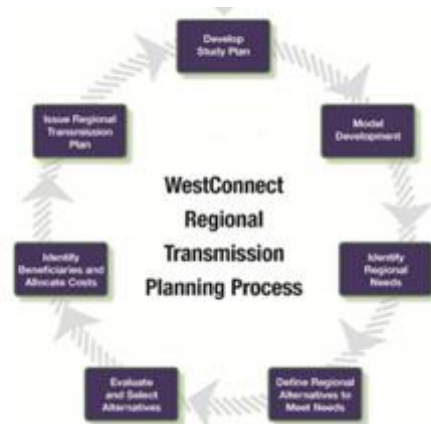 Develop
Study Plan
Model
Development
Identify
Regional
Needs
Define Regional
Alternatives to
Meet Needs
Evaluate
and Select
Alternatives
Identify
Beneficiaries and
Allocate Costs
Issue Regional
Transmission
Plan
WestConnect
Regional
Transmission
Planning Process